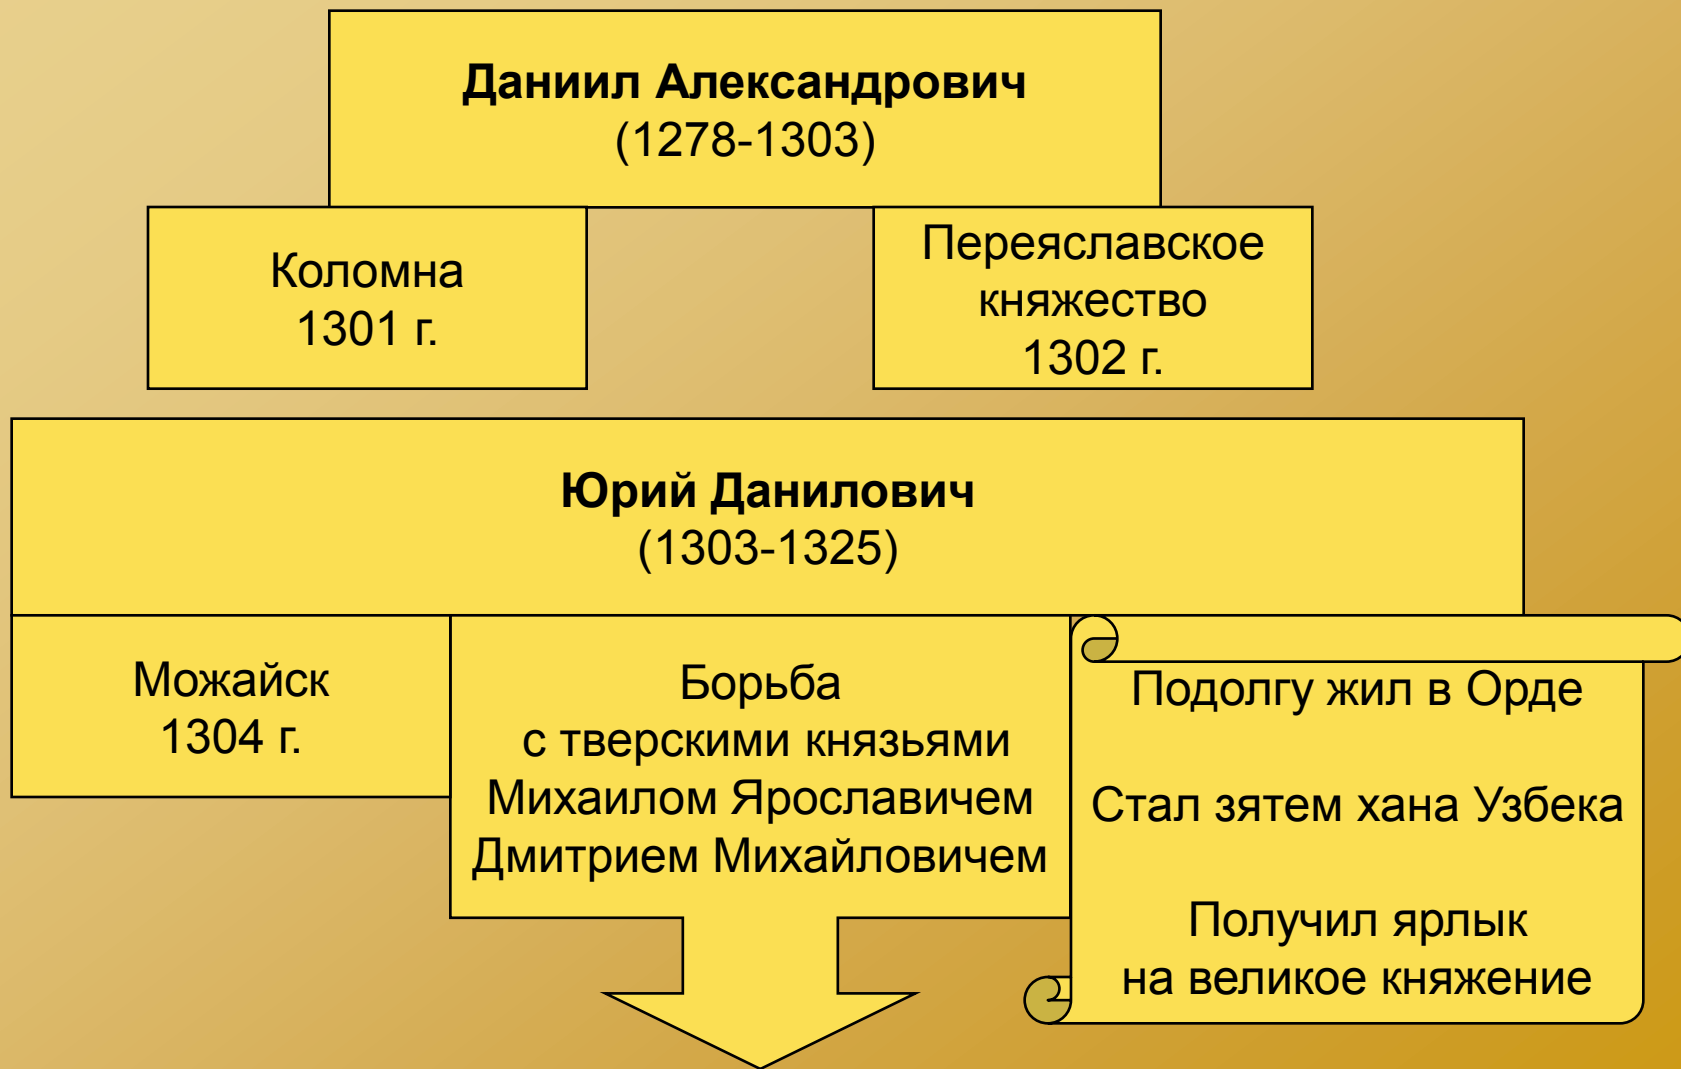 Даниил Александрович
(1278-1303)
Коломна
1301 г.
Переяславское
княжество
1302 г.
Юрий Данилович
(1303-1325)
Можайск
1304 г.
Борьба
с тверскими князьями
Михаилом Ярославичем
Дмитрием Михайловичем
Подолгу жил в Орде
Стал зятем хана Узбека
Получил ярлык
на великое княжение